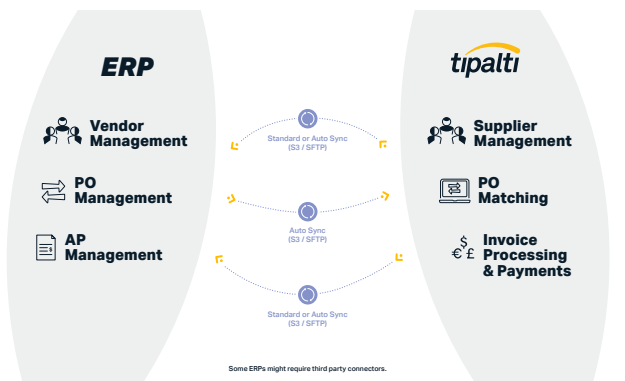 ERP
Vendor
Management
PO
Management
AP
Management
Standard or Auto Sync
(S3 / SFTP)
Auto Sync
(S3 / SFTP)
Standard or Auto Sync
(S3 / SFTP)
tipalti
Supplier
Management
PO
Matching
$
€ £
Invoice
Processing
& Payments
Some ERPs might require third party connectors.